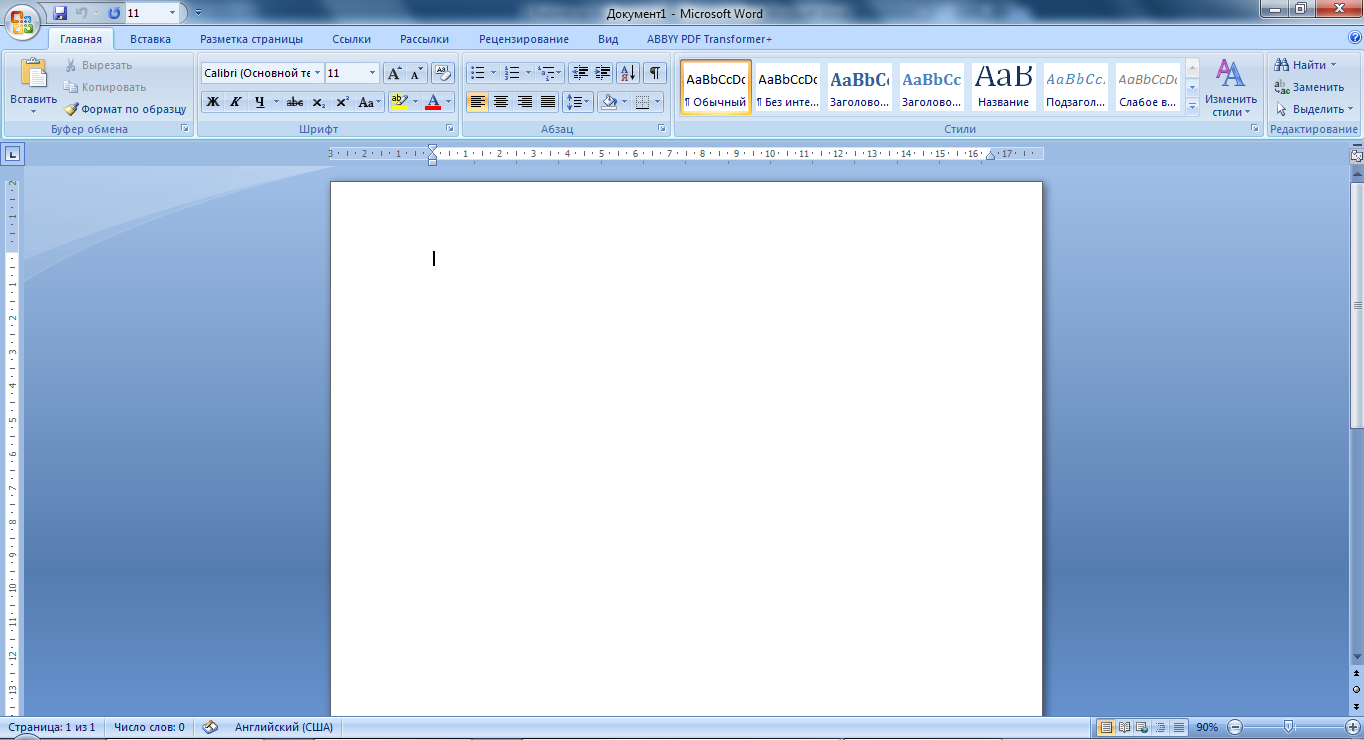 11
Документ1 - Microsoft Word
Главная Вставка Разметка страницы Ссылки Рассылки Рецензирование Вид ABBYY PDF Transformer+
Вставить
Вырезать
Копировать
Формат по образцу
Буфер обмена
Calibri (Основной те 11
Ж К Ч abc x₂ x² Aa ab A
Шрифт
Абзац
AaBbCcDc AaBbCcDc AaBbCc AaBbCc AaB AaBbCc. AaBbCcDc
¶ Обычный ¶ Без инте... Заголово... Заголово... Название Подзагол... Слабое в...
Изменить
стили
Стили
Найти
Заменить
Выделить
Редактирование
3 2 1 1 2 3 4 5 6 7 8 9 10 11 12 13 14 15 16 17
2
1
1
2
3
4
5
6
7
8
9
10
11
12
13
Страница: 1 из 1 Число слов: 0 Английский (США) 90%